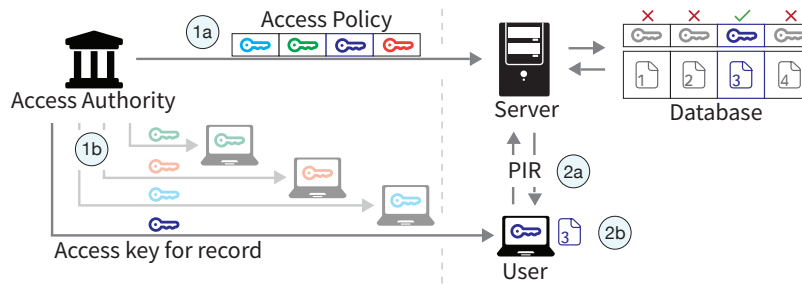 1a
Access Policy
Access Authority
Server
1 2 3 4
Database
1b
PIR
2a
3
2b
Access key for record
User